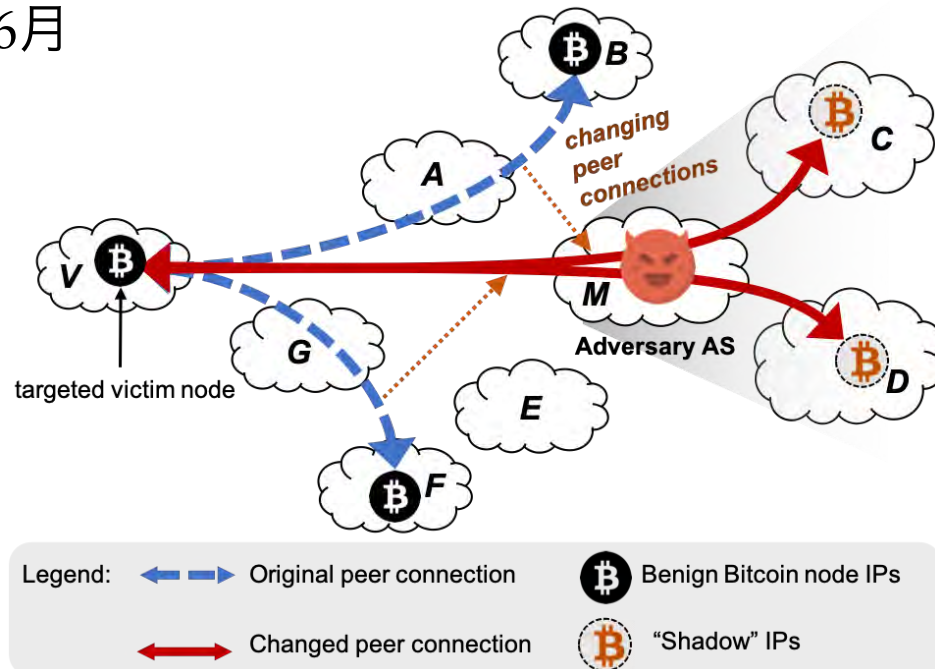 6月
B
C
changing
peer
connections
A
V
M
G
Adversary AS
D
targeted victim node
E
F
Legend:
Original peer connection
Benign Bitcoin node IPs
Changed peer connection
“Shadow” IPs